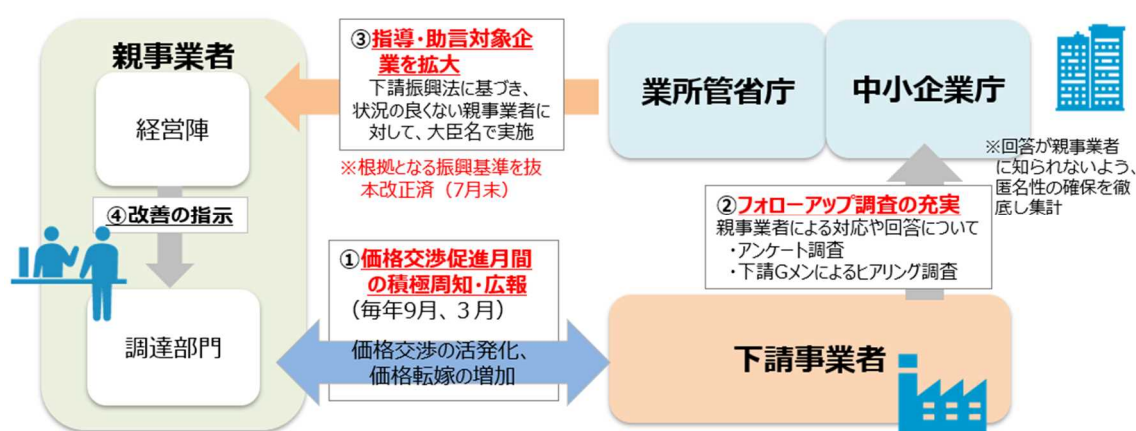 親事業者
経営陣
④改善の指示
調達部門
③指導・助言対象企
業を拡大
下請振興法に基づき、
状況の良くない親事業者に
対して、大臣名で実施
※根拠となる振興基準を抜
本改正済（7月末）
業所管省庁
中小企業庁
※回答が親事業者
に知られないよう、
匿名性の確保を徹
底し集計
②フォローアップ調査の充実
親事業者による対応や回答について
・アンケート調査
・下請Gメンによるヒアリング調査
①価格交渉促進月間
の積極周知・広報
（毎年9月、３月）
価格交渉の活発化、
価格転嫁の増加
下請事業者